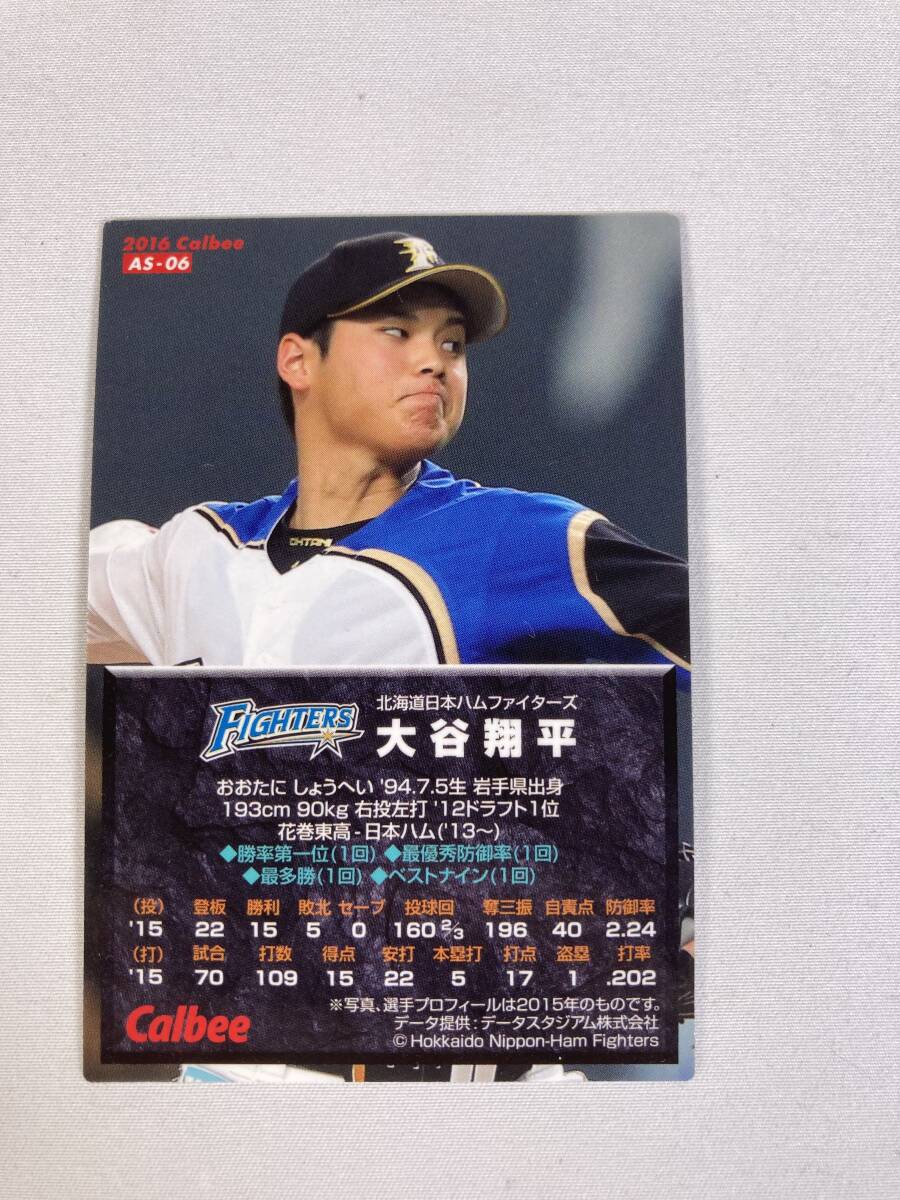 2016 Calbee
AS-06
OHTANI
FIGHTERS
北海道日本ハムファイターズ
大谷翔平
おおたに しょうへい '94.7.5生 岩手県出身
193cm 90kg 右投左打 '12ドラフト1位
花巻東高-日本ハム('13〜)
◆勝率第一位(1回) ◆最優秀防御率(1回)
◆最多勝(1回) ◆ベストナイン(1回)
(投) 登板 勝利 敗北 セーブ 投球回 奪三振 自責点 防御率
'15 22 15 5 0 160 2/3 196 40 2.24
(打) 試合 打数 得点 安打 本塁打 打点 盗塁 打率
'15 70 109 15 22 5 17 1 .202
※写真、選手プロフィールは2015年のものです。
データ提供:データスタジアム株式会社
Calbee
© Hokkaido Nippon-Ham Fighters